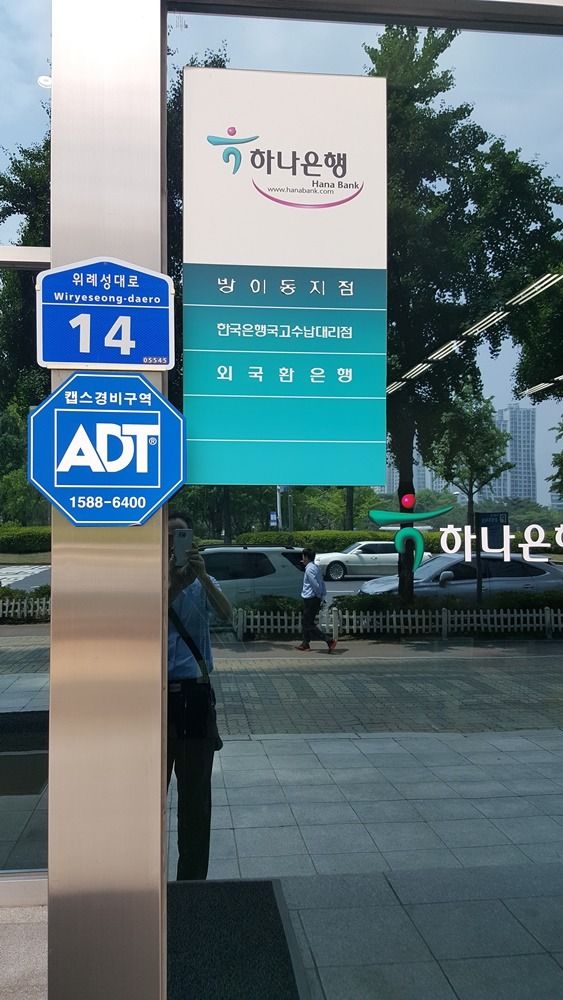 하나은행
Hana Bank
www.hanabank.com
방이동지점
한국은행국고수납대리점
외국환은행
위례성대로
Wiryeseong-daero
14
05545
캡스경비구역
ADT®
1588-6400
하나은행